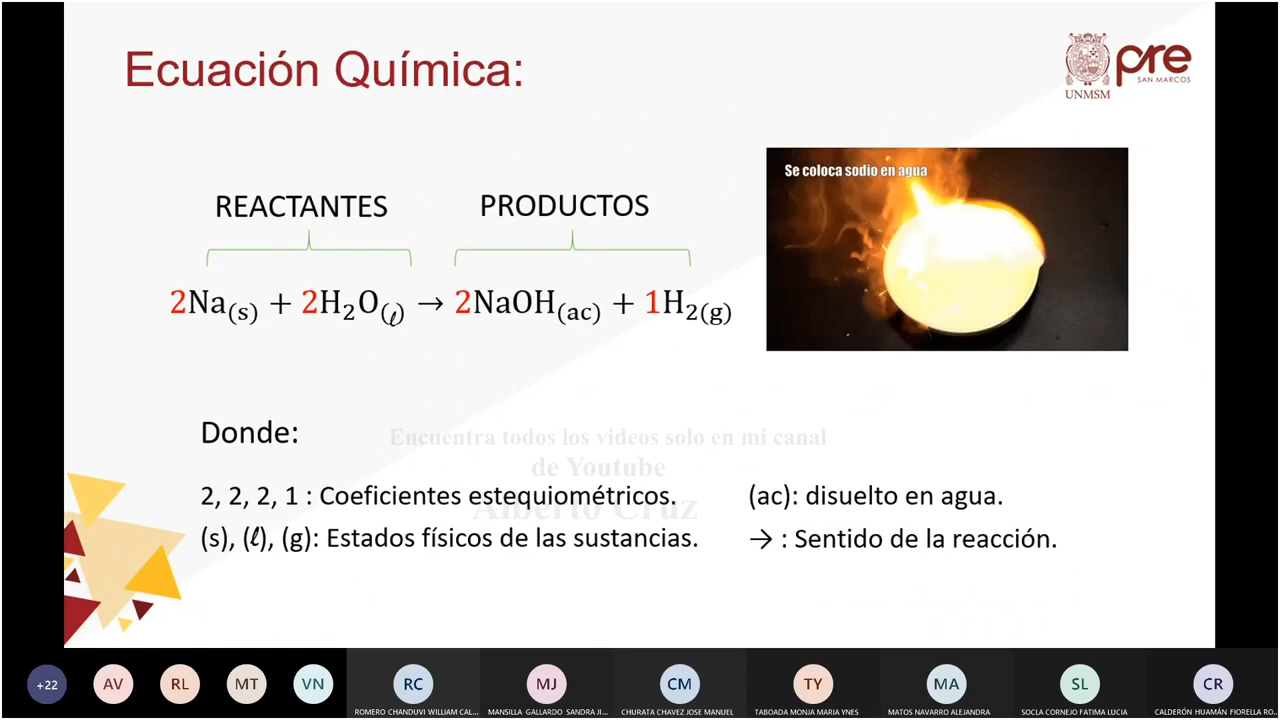 Ecuación Química:
pre
SAN MARCOS
UNMSM
Se coloca sodio en agua
REACTANTES
PRODUCTOS
2Na(s) + 2H₂O(ℓ) → 2NaOH(ac) + 1H₂(g)
Donde:
Encuentra todos los videos solo en mi canal
de Youtube
Alberto Cruz
2, 2, 2, 1 : Coeficientes estequiométricos.
(ac): disuelto en agua.
(s), (ℓ), (g): Estados físicos de las sustancias.
→ : Sentido de la reacción.
+22
AV
RL
MT
VN
RC
MJ
CM
TY
MA
SL
CR
ROMERO CHANDUVI WILLIAM CAL...
MANSILLA GALLARDO SANDRA JI...
CHURATA CHAVEZ JOSE MANUEL
TABOADA MONJA MARIA YNES
MATOS NAVARRO ALEJANDRA
SOCLA CORNEJO FATIMA LUCIA
CALDERÓN HUAMÁN FIORELLA RO...